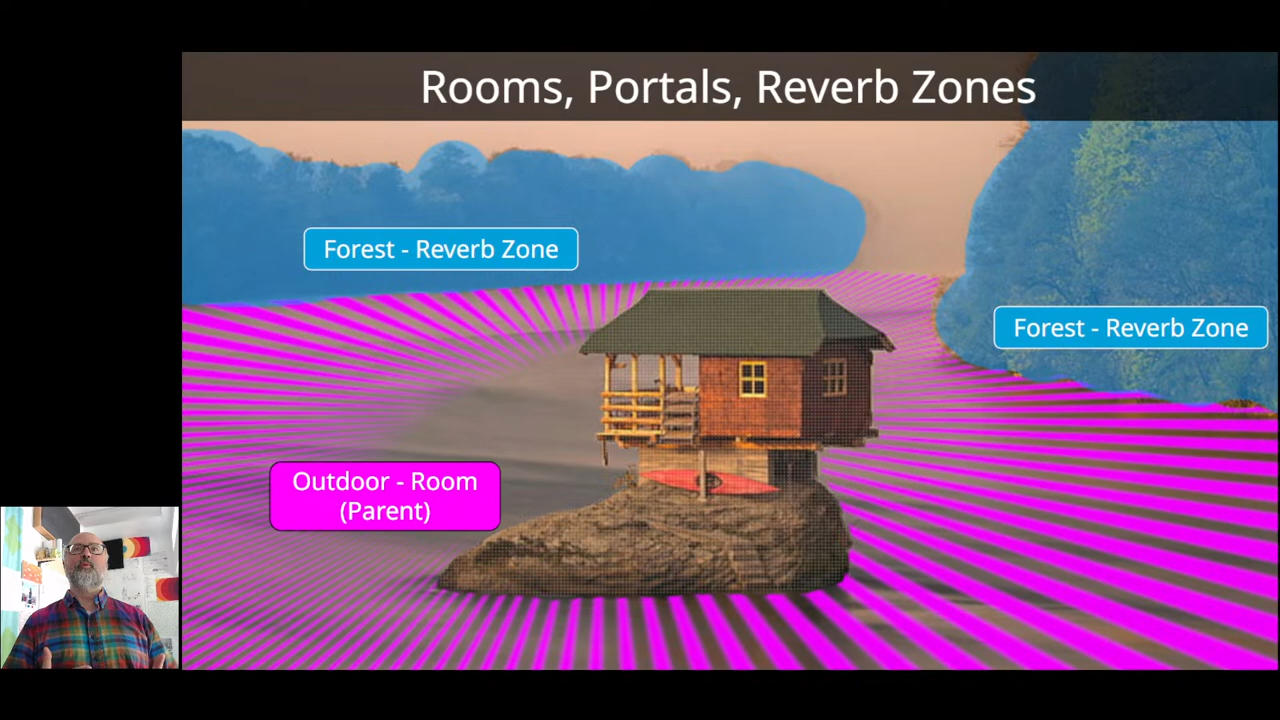 Rooms, Portals, Reverb Zones
Forest - Reverb Zone
Forest - Reverb Zone
Outdoor - Room
(Parent)